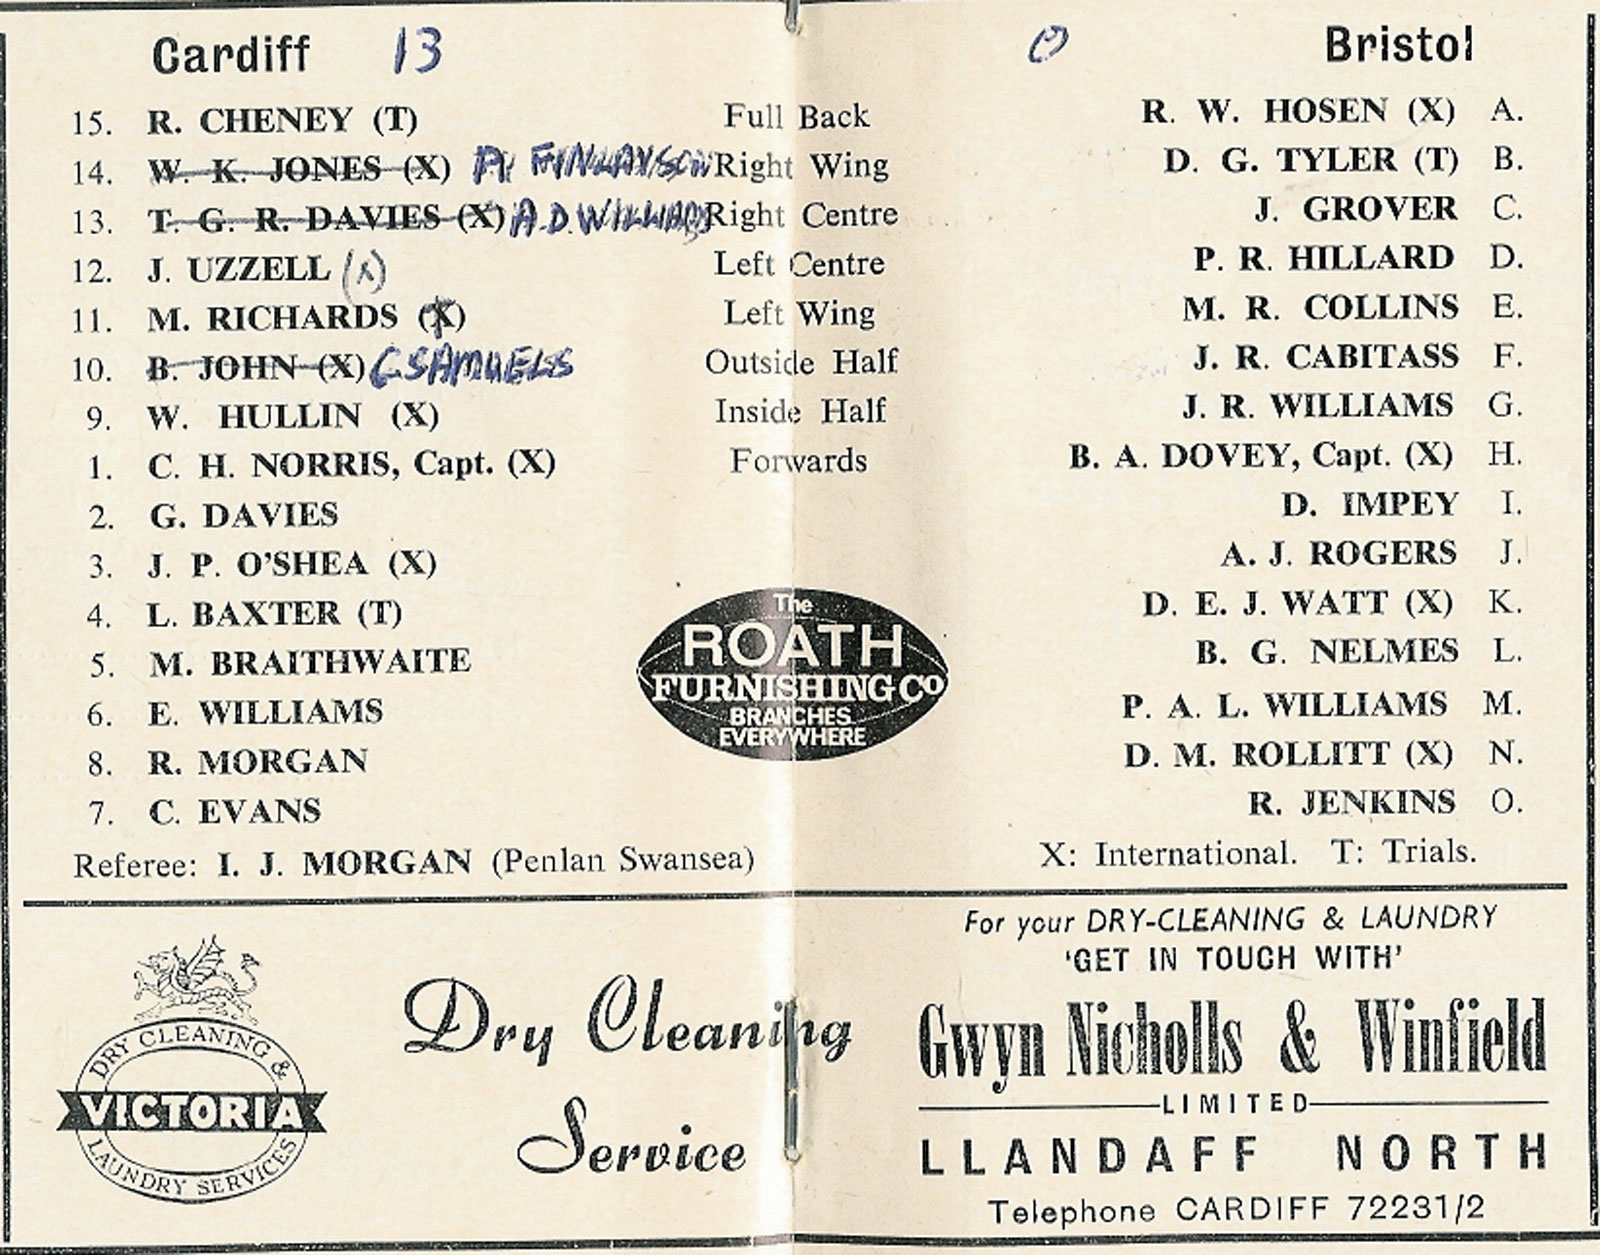 Cardiff 13
15. R. CHENEY (T)
14. W. K. JONES (X) A. FINLAYSON
13. T. G. R. DAVIES (X) A.D. WILLIAMS
12. J. UZZELL (X)
11. M. RICHARDS (X)
10. B. JOHN (X) C SAMUELS
9. W. HULLIN (X)
1. C. H. NORRIS, Capt. (X)
2. G. DAVIES
3. J. P. O'SHEA (X)
4. L. BAXTER (T)
5. M. BRAITHWAITE
6. E. WILLIAMS
8. R. MORGAN
7. C. EVANS
Referee: I. J. MORGAN (Penlan Swansea)
Full Back
Right Wing
Right Centre
Left Centre
Left Wing
Outside Half
Inside Half
Forwards
The
ROATH
FURNISHING CO
BRANCHES
EVERYWHERE
0 Bristol
R. W. HOSEN (X) A.
D. G. TYLER (T) B.
J. GROVER C.
P. R. HILLARD D.
M. R. COLLINS E.
J. R. CABITASS F.
J. R. WILLIAMS G.
B. A. DOVEY, Capt. (X) H.
D. IMPEY I.
A. J. ROGERS J.
D. E. J. WATT (X) K.
B. G. NELMES L.
P. A. L. WILLIAMS M.
D. M. ROLLITT (X) N.
R. JENKINS O.
X: International. T: Trials.
DRY CLEANING &
VICTORIA
LAUNDRY SERVICES
Dry Cleaning
Service
For your DRY-CLEANING & LAUNDRY
'GET IN TOUCH WITH'
Gwyn Nicholls & Winfield
LIMITED
LLANDAFF NORTH
Telephone CARDIFF 72231/2